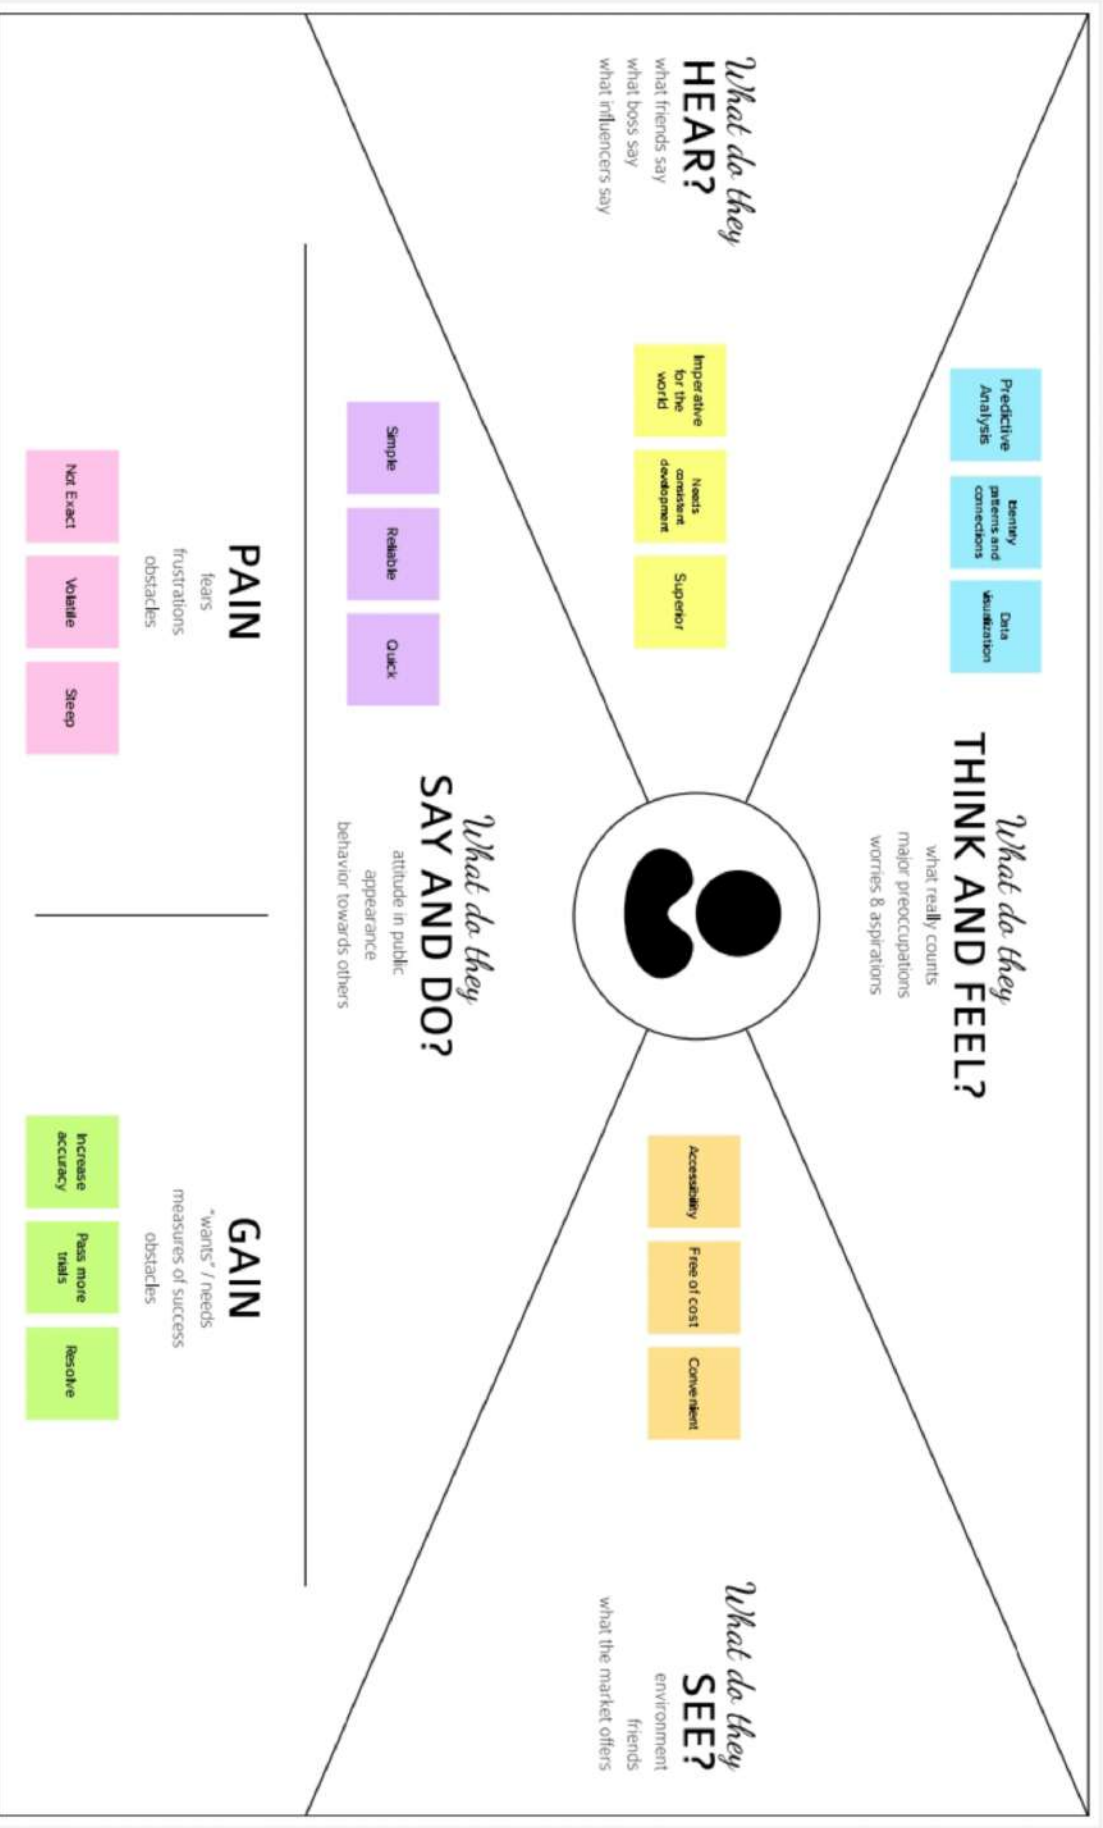 What do they
THINK AND FEEL?
what really counts
major preoccupations
worries & aspirations
Predictive
Analysis
Identify
patterns and
connections
Data
visualization
What do they
HEAR?
what friends say
what boss say
what influencers say
Imperative
for the
world
Needs
consistent
development
Superior
What do they
SEE?
environment
friends
what the market offers
Accessibility
Free of cost
Convenient
What do they
SAY AND DO?
attitude in public
appearance
behavior towards others
Simple
Reliable
Quick
PAIN
fears
frustrations
obstacles
Not Exact
Volatile
Steep
GAIN
"wants" / needs
measures of success
obstacles
Increase
accuracy
Pass more
trials
Resolve